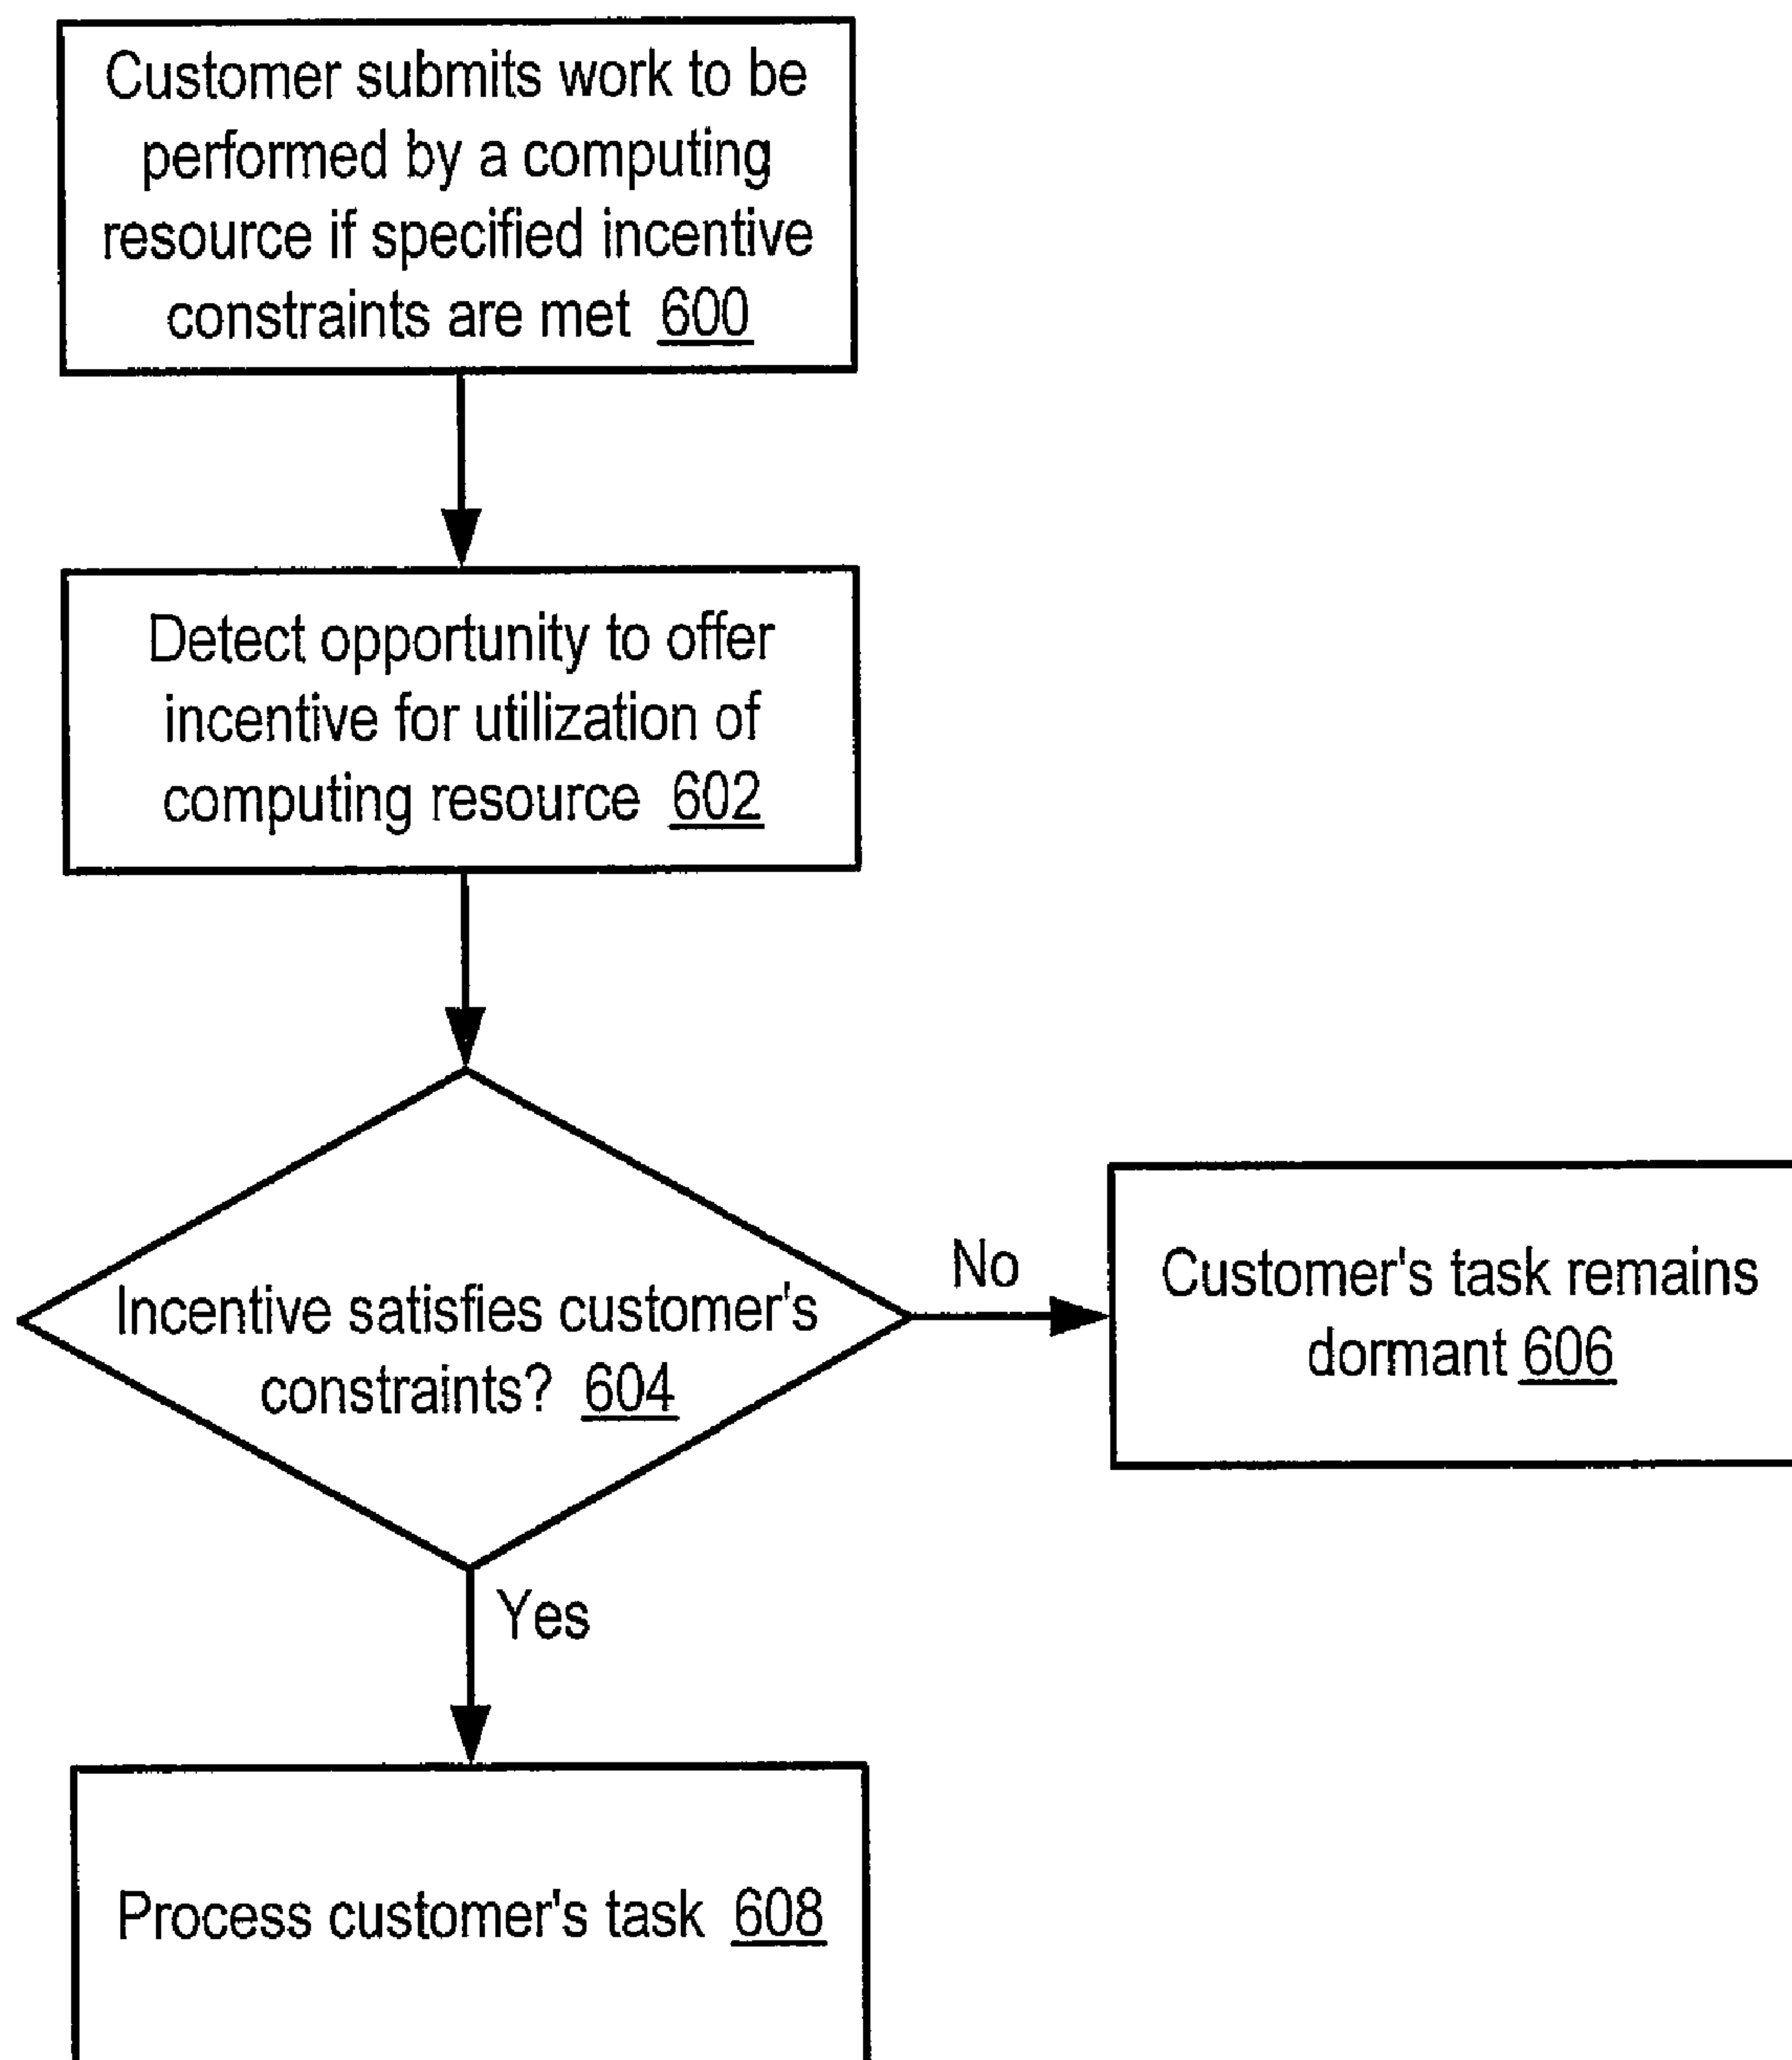 Customer submits work to be
performed by a computing
resource if specified incentive
constraints are met 600
Detect opportunity to offer
incentive for utilization of
computing resource 602
Incentive satisfies customer's
constraints? 604
No
Customer's task remains
dormant 606
Yes
Process customer's task 608